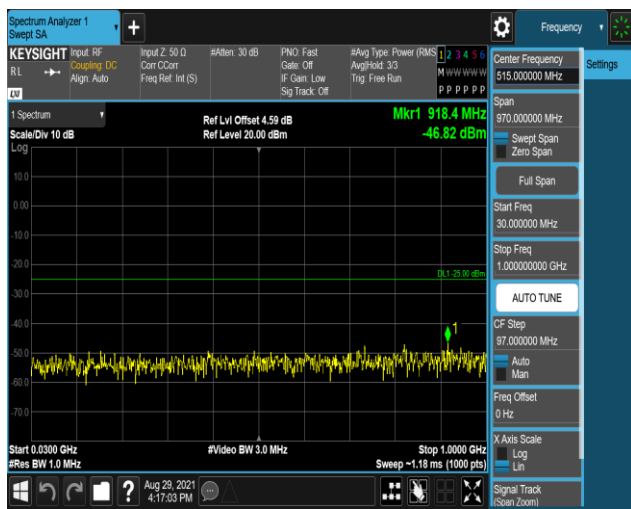 Spectrum Analyzer 1
Swept SA
+
Frequency
KEYSIGHT
RL
LXI
Input: RF
Coupling: DC
Align: Auto
Input Z: 50 Ω
Corr CCorr
Freq Ref: Int (S)
#Atten: 30 dB
PNO: Fast
Gate: Off
IF Gain: Low
Sig Track: Off
#Avg Type: Power (RMS
Avg|Hold: 3/3
Trig: Free Run
1 2 3 4 5 6
M W W W W W
P P P P P P
Center Frequency
515.000000 MHz
Settings
Span
970.000000 MHz
Swept Span
Zero Span
Full Span
Start Freq
30.000000 MHz
Stop Freq
1.000000000 GHz
AUTO TUNE
CF Step
97.000000 MHz
Auto
Man
Freq Offset
0 Hz
X Axis Scale
Log
Lin
Signal Track
(Span Zoom)
1 Spectrum
Scale/Div 10 dB
Log
Ref Lvl Offset 4.59 dB
Ref Level 20.00 dBm
Mkr1 918.4 MHz
-46.82 dBm
10.0
0.00
-10.0
-20.0
DL1 -25.00 dBm
-30.0
-40.0
1
-50.0
-60.0
-70.0
Start 0.0300 GHz
#Res BW 1.0 MHz
#Video BW 3.0 MHz
Stop 1.0000 GHz
Sweep ~1.18 ms (1000 pts)
?
Aug 29, 2021
4:17:03 PM